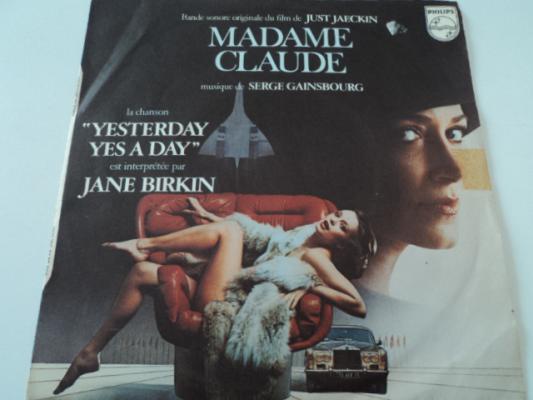 Bande sonore originale du film de JUST JAECKIN
PHILIPS
MADAME
CLAUDE
musique de SERGE GAINSBOURG
la chanson
"YESTERDAY
YES A DAY"
est interprétée par
JANE BIRKIN